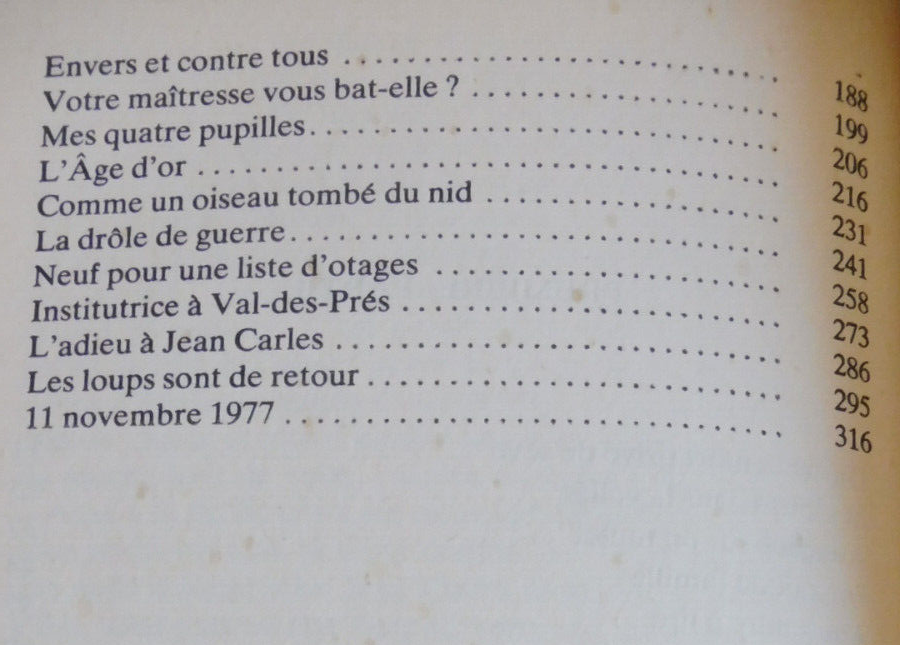 Envers et contre tous . . . . . . . . . . . . . . . . . . . . . . . . . . . 188
Votre maîtresse vous bat-elle ? . . . . . . . . . . . . . . . . . . . 199
Mes quatre pupilles. . . . . . . . . . . . . . . . . . . . . . . . . . . . . 206
L'Âge d'or . . . . . . . . . . . . . . . . . . . . . . . . . . . . . . . . . . . 216
Comme un oiseau tombé du nid . . . . . . . . . . . . . . . . . . 231
La drôle de guerre. . . . . . . . . . . . . . . . . . . . . . . . . . . . . . 241
Neuf pour une liste d'otages . . . . . . . . . . . . . . . . . . . . . 258
Institutrice à Val-des-Prés . . . . . . . . . . . . . . . . . . . . . . . 273
L'adieu à Jean Carles . . . . . . . . . . . . . . . . . . . . . . . . . . . 286
Les loups sont de retour . . . . . . . . . . . . . . . . . . . . . . . . . 295
11 novembre 1977 . . . . . . . . . . . . . . . . . . . . . . . . . . . . . . 316